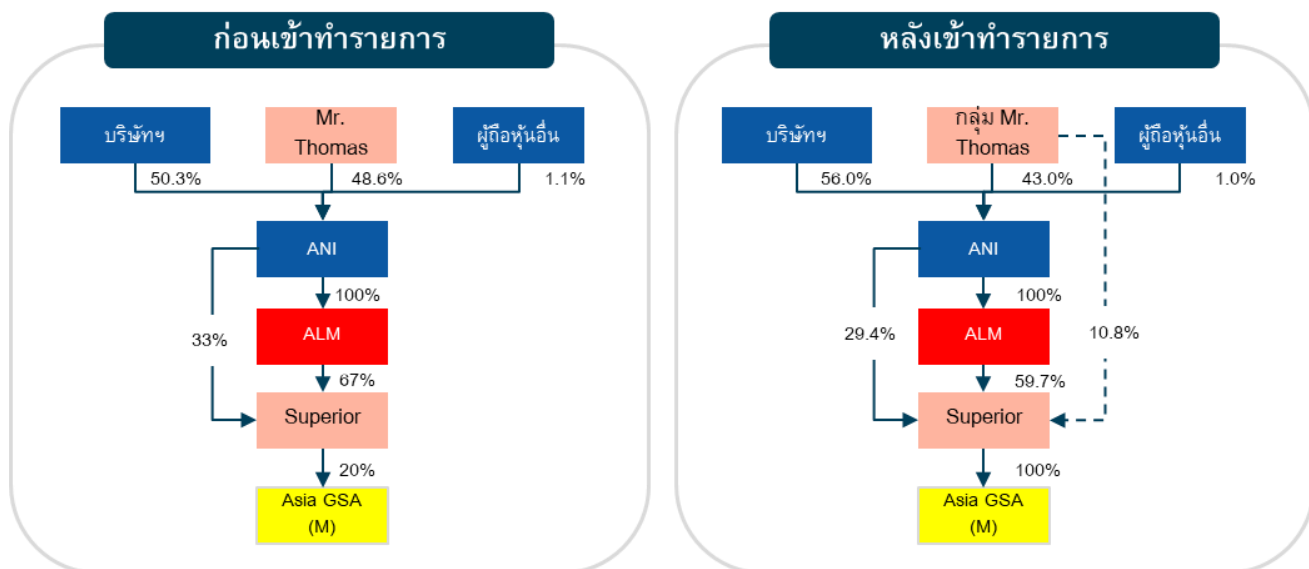 ก่อนเข้าทำรายการ
บริษัทฯ
Mr.
Thomas
ผู้ถือหุ้นอื่น
50.3%
48.6%
1.1%
ANI
100%
33%
ALM
67%
Superior
20%
Asia GSA
(M)
หลังเข้าทำรายการ
บริษัทฯ
กลุ่ม Mr.
Thomas
ผู้ถือหุ้นอื่น
56.0%
43.0%
1.0%
ANI
100%
29.4%
ALM
10.8%
59.7%
Superior
100%
Asia GSA
(M)